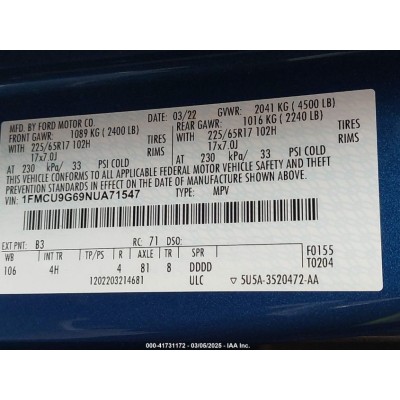 MFD. BY FORD MOTOR CO. 03/22 GVWR: 2041 KG ( 4500 LB)
FRONT GAWR: 1089 KG ( 2400 LB) REAR GAWR: 1016 KG ( 2240 LB)
WITH 225/65R17 102H TIRES WITH 225/65R17 102H TIRES
17x7.0J RIMS 17x7.0J RIMS
AT 230 kPa/ 33 PSI COLD AT 230 kPa/ 33 PSI COLD
THIS VEHICLE CONFORMS TO ALL APPLICABLE FEDERAL MOTOR VEHICLE SAFETY AND THEFT PREVENTION STANDARDS IN EFFECT ON THE DATE OF MANUFACTURE SHOWN ABOVE.
VIN: 1FMCU9G69NUA71547 TYPE: MPV
EXT PNT: B3 RC: 71 DSO:
WB INT TR TP/PS R AXLE TR SPR F0155
106 4H 4 81 8 DDDD T0204
1202203214681 ULC 5U5A-3520472-AA
000-41731172 — 03/05/2025 — IAA Inc.